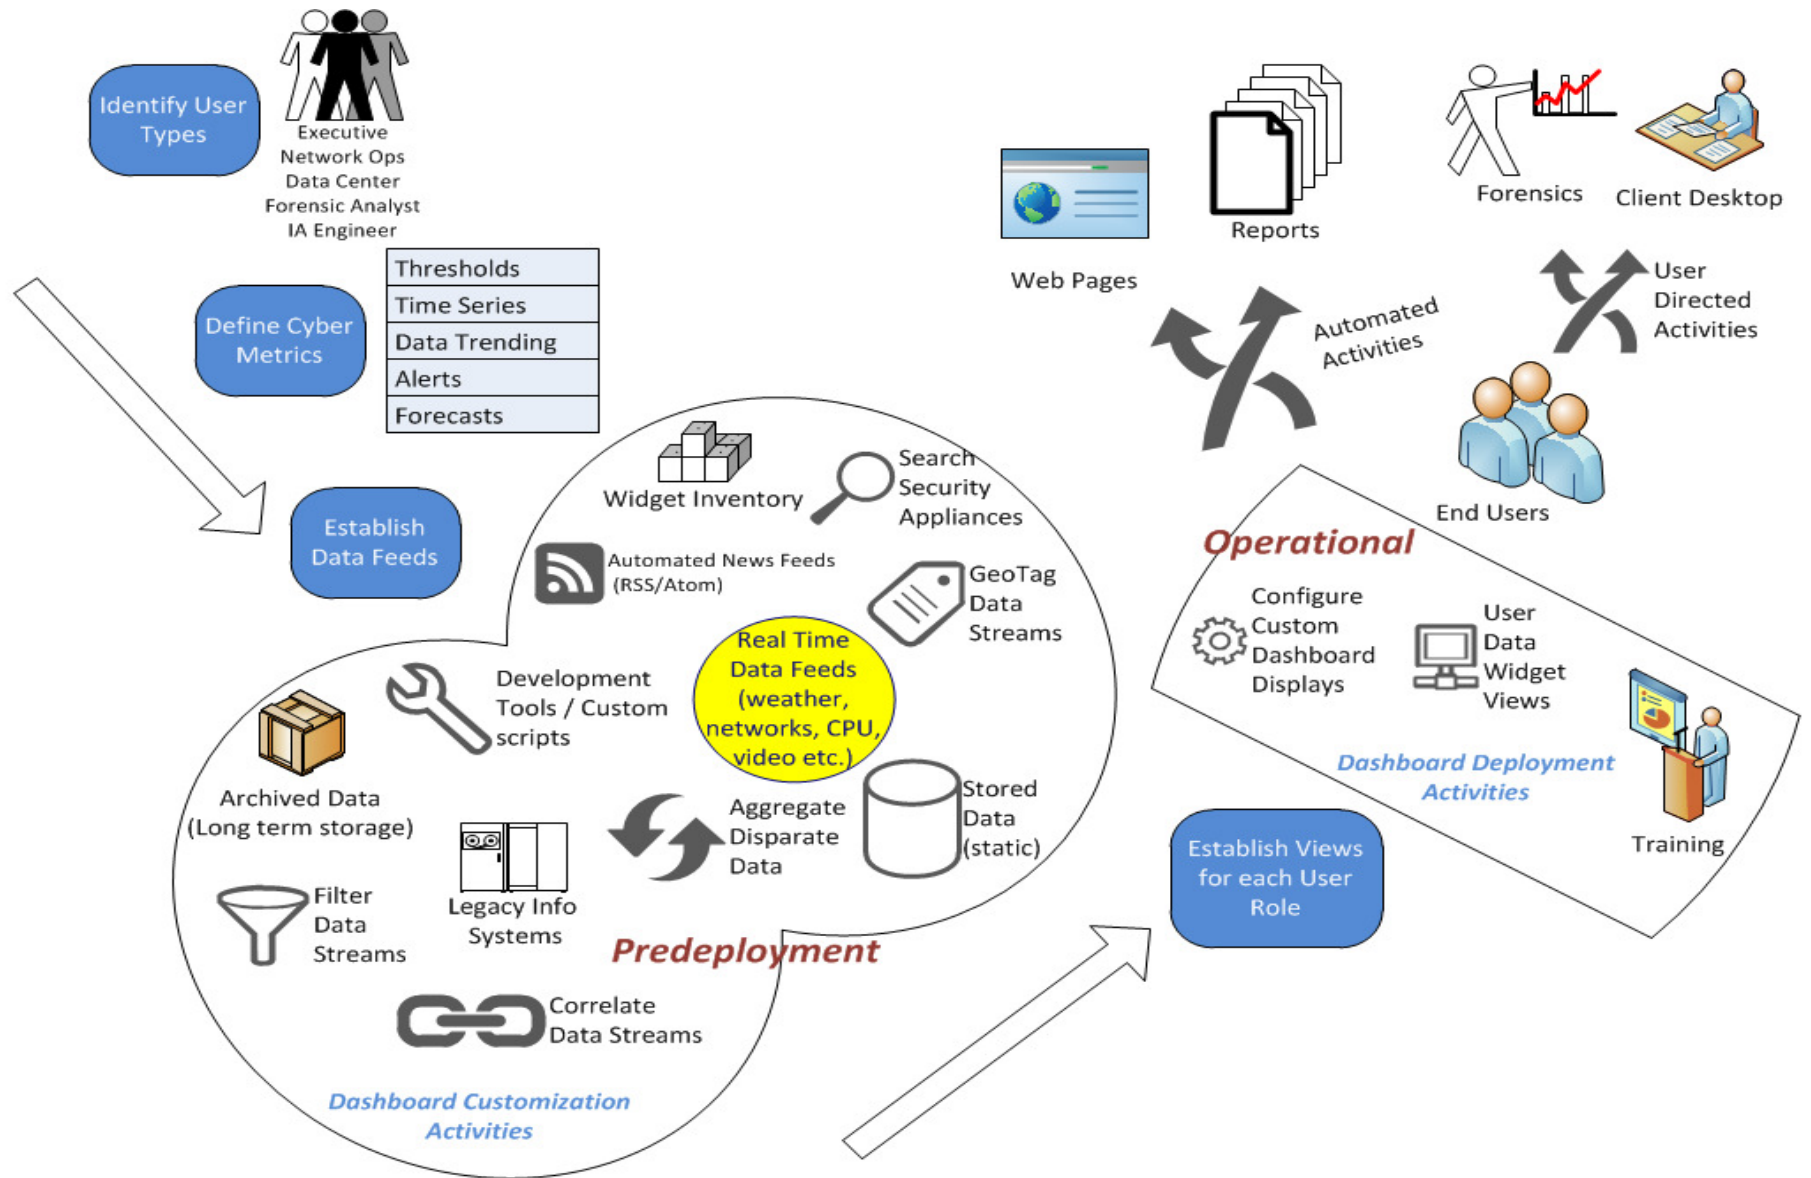 Identify User
Types
Executive
Network Ops
Data Center
Forensic Analyst
IA Engineer
Define Cyber
Metrics
Thresholds
Time Series
Data Trending
Alerts
Forecasts
Establish
Data Feeds
Widget Inventory
Search
Security
Appliances
Automated News Feeds
(RSS/Atom)
GeoTag
Data
Streams
Real Time
Data Feeds
(weather,
networks, CPU,
video etc.)
Development
Tools / Custom
scripts
Archived Data
(Long term storage)
Aggregate
Disparate
Data
Stored
Data
(static)
Filter
Data
Streams
Legacy Info
Systems
Predeployment
Correlate
Data Streams
Dashboard Customization
Activities
Web Pages
Reports
Forensics
Client Desktop
Automated
Activities
User
Directed
Activities
End Users
Operational
Configure
Custom
Dashboard
Displays
User
Data
Widget
Views
Dashboard Deployment
Activities
Training
Establish Views
for each User
Role